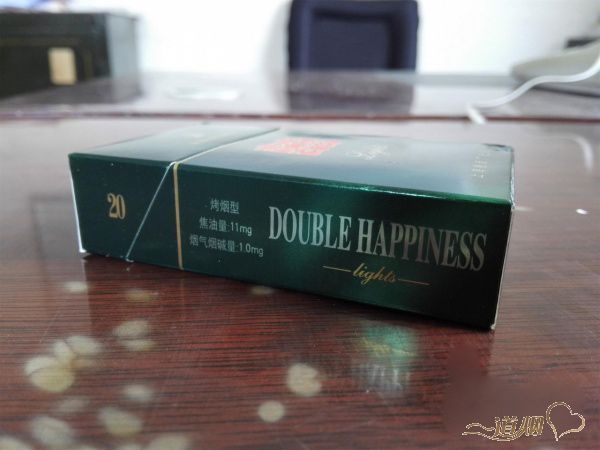 20
烤烟型
焦油量:11mg
烟气烟碱量:1.0mg
DOUBLE HAPPINESS
lights
一道烟